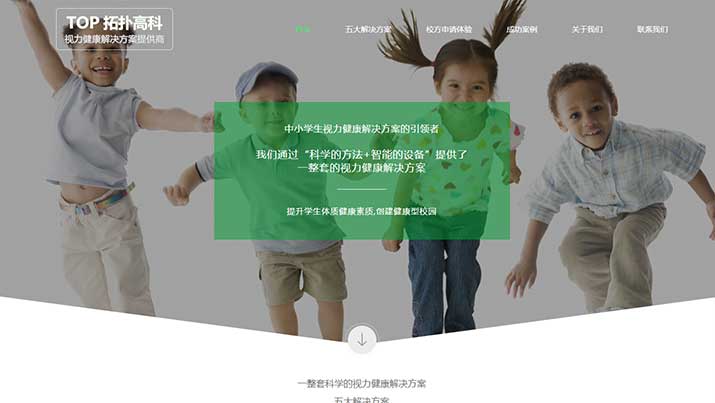 TOP 拓扑高科
视力健康解决方案提供商
五大解决方案
校方申请体验
成功案例
关于我们
联系我们
中小学生视力健康解决方案的引领者
我们通过“科学的方法+智能的设备”提供了
一整套的视力健康解决方案
提升学生体质健康素质,创建健康型校园
一整套科学的视力健康解决方案
五大解决方案